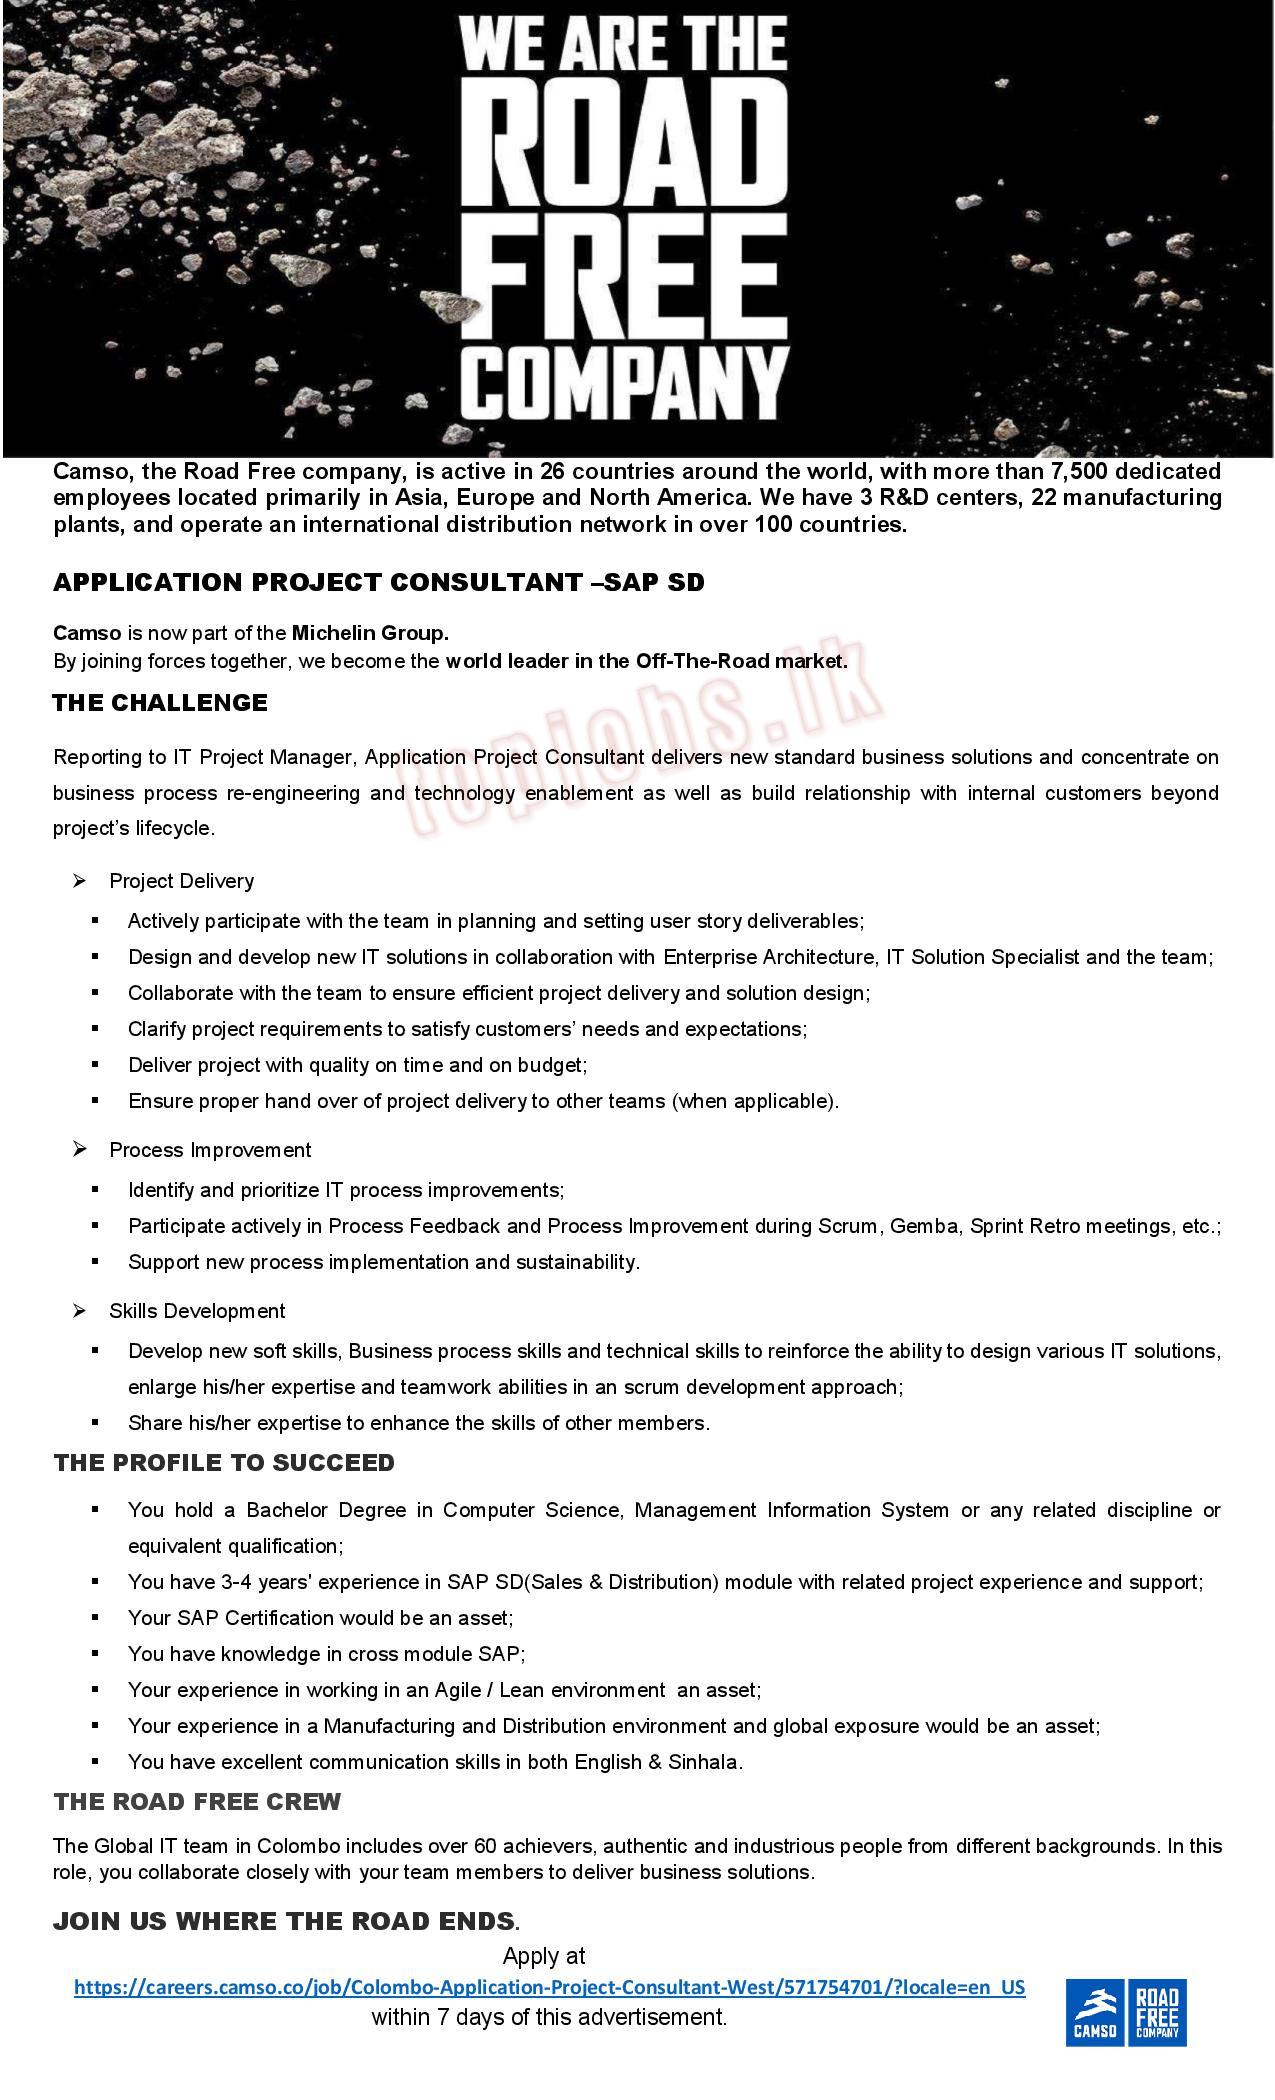 WE ARE THE
ROAD
FREE
COMPANY
Camso, the Road Free company, is active in 26 countries around the world, with more than 7,500 dedicated
employees located primarily in Asia, Europe and North America. We have 3 R&D centers, 22 manufacturing
plants, and operate an international distribution network in over 100 countries.
APPLICATION PROJECT CONSULTANT –SAP SD
Camso is now part of the Michelin Group.
By joining forces together, we become the world leader in the Off-The-Road market.
topjobs.lk
THE CHALLENGE
Reporting to IT Project Manager, Application Project Consultant delivers new standard business solutions and concentrate on
business process re-engineering and technology enablement as well as build relationship with internal customers beyond
project’s lifecycle.
➢ Project Delivery
▪ Actively participate with the team in planning and setting user story deliverables;
▪ Design and develop new IT solutions in collaboration with Enterprise Architecture, IT Solution Specialist and the team;
▪ Collaborate with the team to ensure efficient project delivery and solution design;
▪ Clarify project requirements to satisfy customers’ needs and expectations;
▪ Deliver project with quality on time and on budget;
▪ Ensure proper hand over of project delivery to other teams (when applicable).
➢ Process Improvement
▪ Identify and prioritize IT process improvements;
▪ Participate actively in Process Feedback and Process Improvement during Scrum, Gemba, Sprint Retro meetings, etc.;
▪ Support new process implementation and sustainability.
➢ Skills Development
▪ Develop new soft skills, Business process skills and technical skills to reinforce the ability to design various IT solutions,
enlarge his/her expertise and teamwork abilities in an scrum development approach;
▪ Share his/her expertise to enhance the skills of other members.
THE PROFILE TO SUCCEED
▪ You hold a Bachelor Degree in Computer Science, Management Information System or any related discipline or
equivalent qualification;
▪ You have 3-4 years' experience in SAP SD(Sales & Distribution) module with related project experience and support;
▪ Your SAP Certification would be an asset;
▪ You have knowledge in cross module SAP;
▪ Your experience in working in an Agile / Lean environment an asset;
▪ Your experience in a Manufacturing and Distribution environment and global exposure would be an asset;
▪ You have excellent communication skills in both English & Sinhala.
THE ROAD FREE CREW
The Global IT team in Colombo includes over 60 achievers, authentic and industrious people from different backgrounds. In this
role, you collaborate closely with your team members to deliver business solutions.
JOIN US WHERE THE ROAD ENDS.
Apply at
https://careers.camso.co/job/Colombo-Application-Project-Consultant-West/571754701/?locale=en_US
within 7 days of this advertisement.
CAMSO
ROAD
FREE
COMPANY